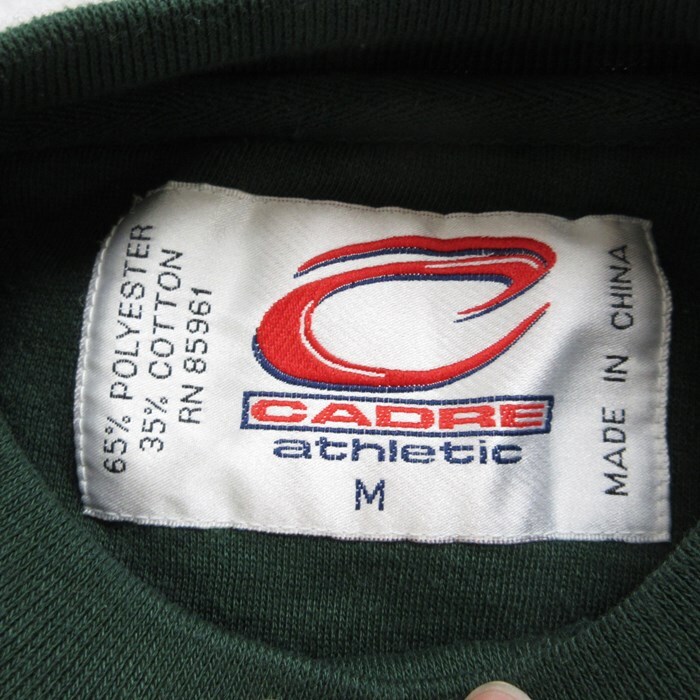 65% POLYESTER
35% COTTON
RN 85961
CADRE
athletic
M
MADE IN CHINA